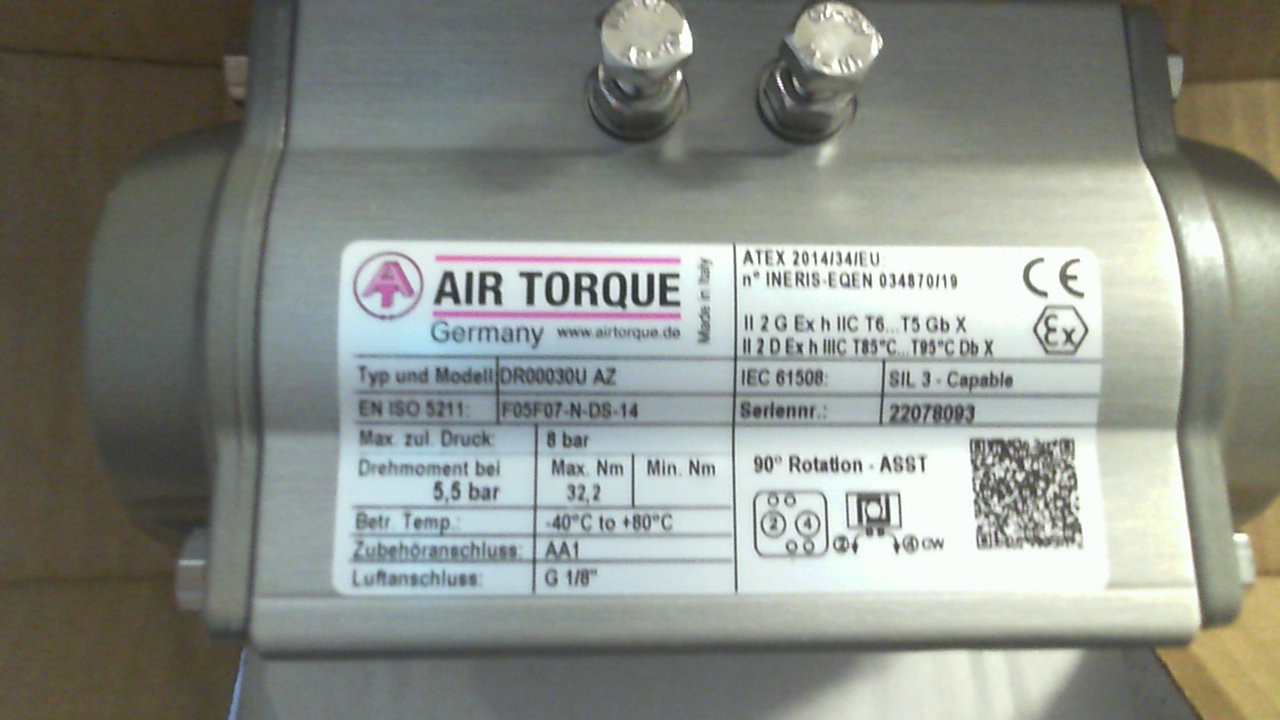 AIR TORQUE
Germany www.airtorque.de
Made in Italy
ATEX 2014/34/EU
n° INERIS-EQEN 034870/19
CE
II 2 G Ex h IIC T6...T5 Gb X
II 2 D Ex h IIIC T85°C...T95°C Db X
Ex
Typ und Modell: DR00030U AZ
IEC 61508: SIL 3 - Capable
EN ISO 5211: F05F07-N-DS-14
Seriennr.: 22078093
Max. zul. Druck: 8 bar
Drehmoment bei Max. Nm Min. Nm
5,5 bar 32,2
Betr. Temp.: -40°C to +80°C
Zubehöranschluss: AA1
Luftanschluss: G 1/8"
90° Rotation - ASST
2 4
2 4 CW